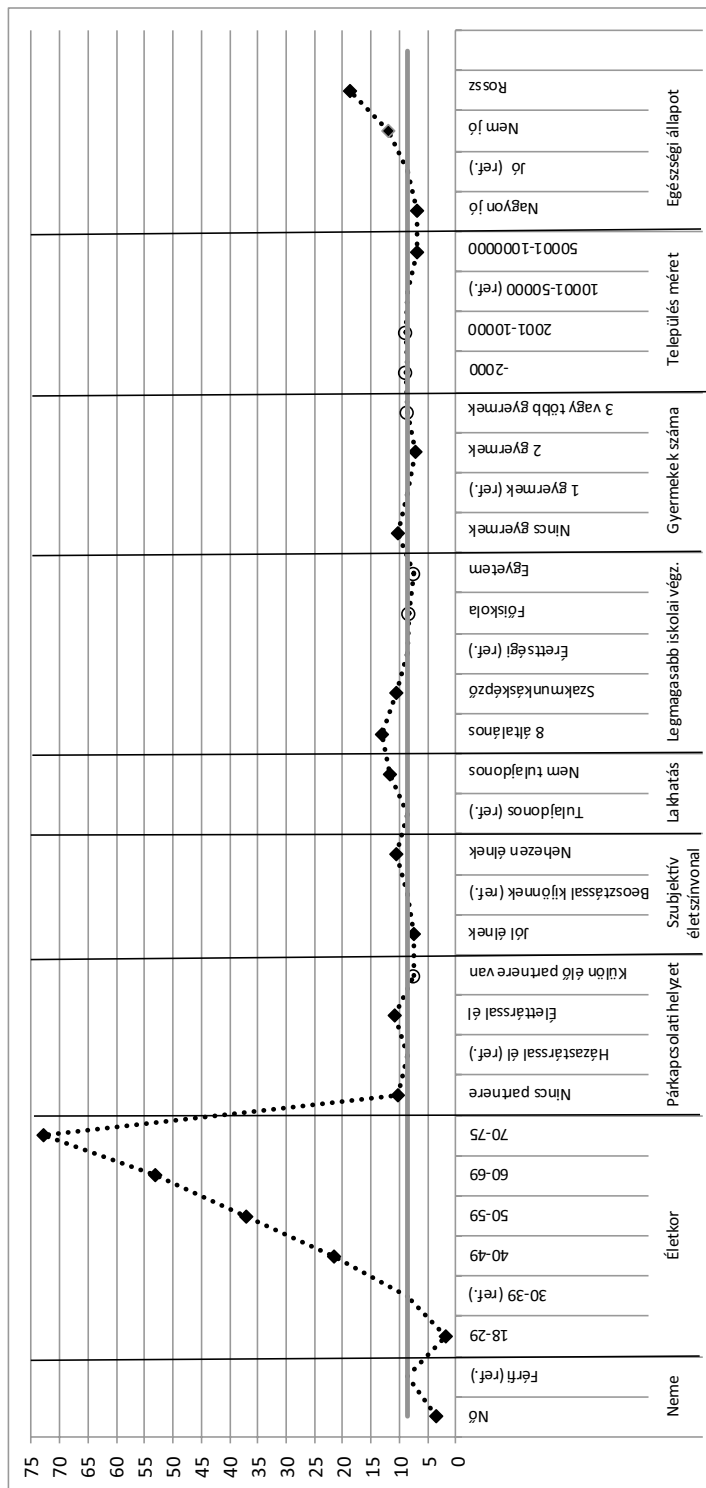 75
70
65
60
55
50
45
40
35
30
25
20
15
10
5
0
Nő
Férfi (ref.)
18-29
30-39 (ref.)
40-49
50-59
60-69
70-75
Nincs partnere
Házastárssal él (ref.)
Élettárssal él
Külön élő partnere van
Jól élnek
Beosztással kijönnek (ref.)
Nehezen élnek
Tulajdonos (ref.)
Nem tulajdonos
8 általános
Szakmunkásképző
Érettségi (ref.)
Főiskola
Egyetem
Nincs gyermek
1 gyermek (ref.)
2 gyermek
3 vagy több gyermek
-2000
2001-10000
10001-50000 (ref.)
50001-1000000
Nagyon jó
Jó (ref.)
Nem jó
Rossz
Neme
Életkor
Párkapcsolati helyzet
Szubjektív
életszínvonal
Lakhatás
Legmagasabb iskolai végz.
Gyermekek száma
Település méret
Egészségi állapot